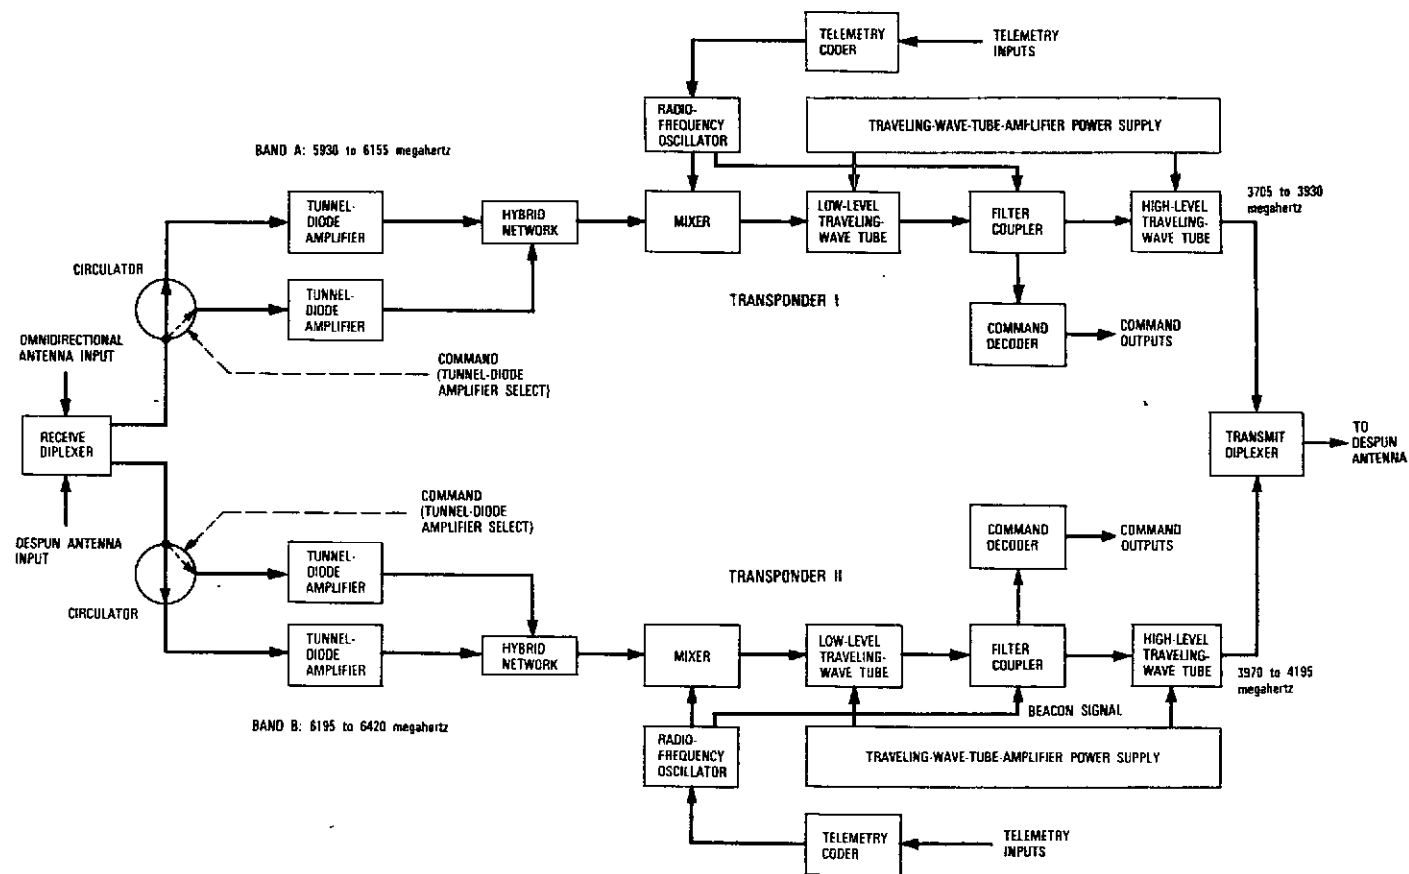 TELEMETRY
CODER
TELEMETRY
INPUTS
RADIO-
FREQUENCY
OSCILLATOR
TRAVELING-WAVE-TUBE-AMPLIFIER POWER SUPPLY
BAND A: 5930 to 6155 megahertz
TUNNEL-
DIODE
AMPLIFIER
HYBRID
NETWORK
MIXER
LOW-LEVEL
TRAVELING-
WAVE TUBE
FILTER
COUPLER
HIGH-LEVEL
TRAVELING-
WAVE TUBE
3705 to 3930
megahertz
CIRCULATOR
TUNNEL-
DIODE
AMPLIFIER
TRANSPONDER I
COMMAND
DECODER
COMMAND
OUTPUTS
OMNIDIRECTIONAL
ANTENNA INPUT
COMMAND
(TUNNEL-DIODE
AMPLIFIER SELECT)
RECEIVE
DIPLEXER
TRANSMIT
DIPLEXER
TO
DESPUN
ANTENNA
DESPUN ANTENNA
INPUT
COMMAND
(TUNNEL-DIODE
AMPLIFIER SELECT)
COMMAND
DECODER
COMMAND
OUTPUTS
TUNNEL-
DIODE
AMPLIFIER
TRANSPONDER II
CIRCULATOR
TUNNEL-
DIODE
AMPLIFIER
HYBRID
NETWORK
MIXER
LOW-LEVEL
TRAVELING-
WAVE TUBE
FILTER
COUPLER
HIGH-LEVEL
TRAVELING-
WAVE TUBE
3970 to 4195
megahertz
BEACON SIGNAL
BAND B: 6195 to 6420 megahertz
RADIO-
FREQUENCY
OSCILLATOR
TRAVELING-WAVE-TUBE-AMPLIFIER POWER SUPPLY
TELEMETRY
CODER
TELEMETRY
INPUTS